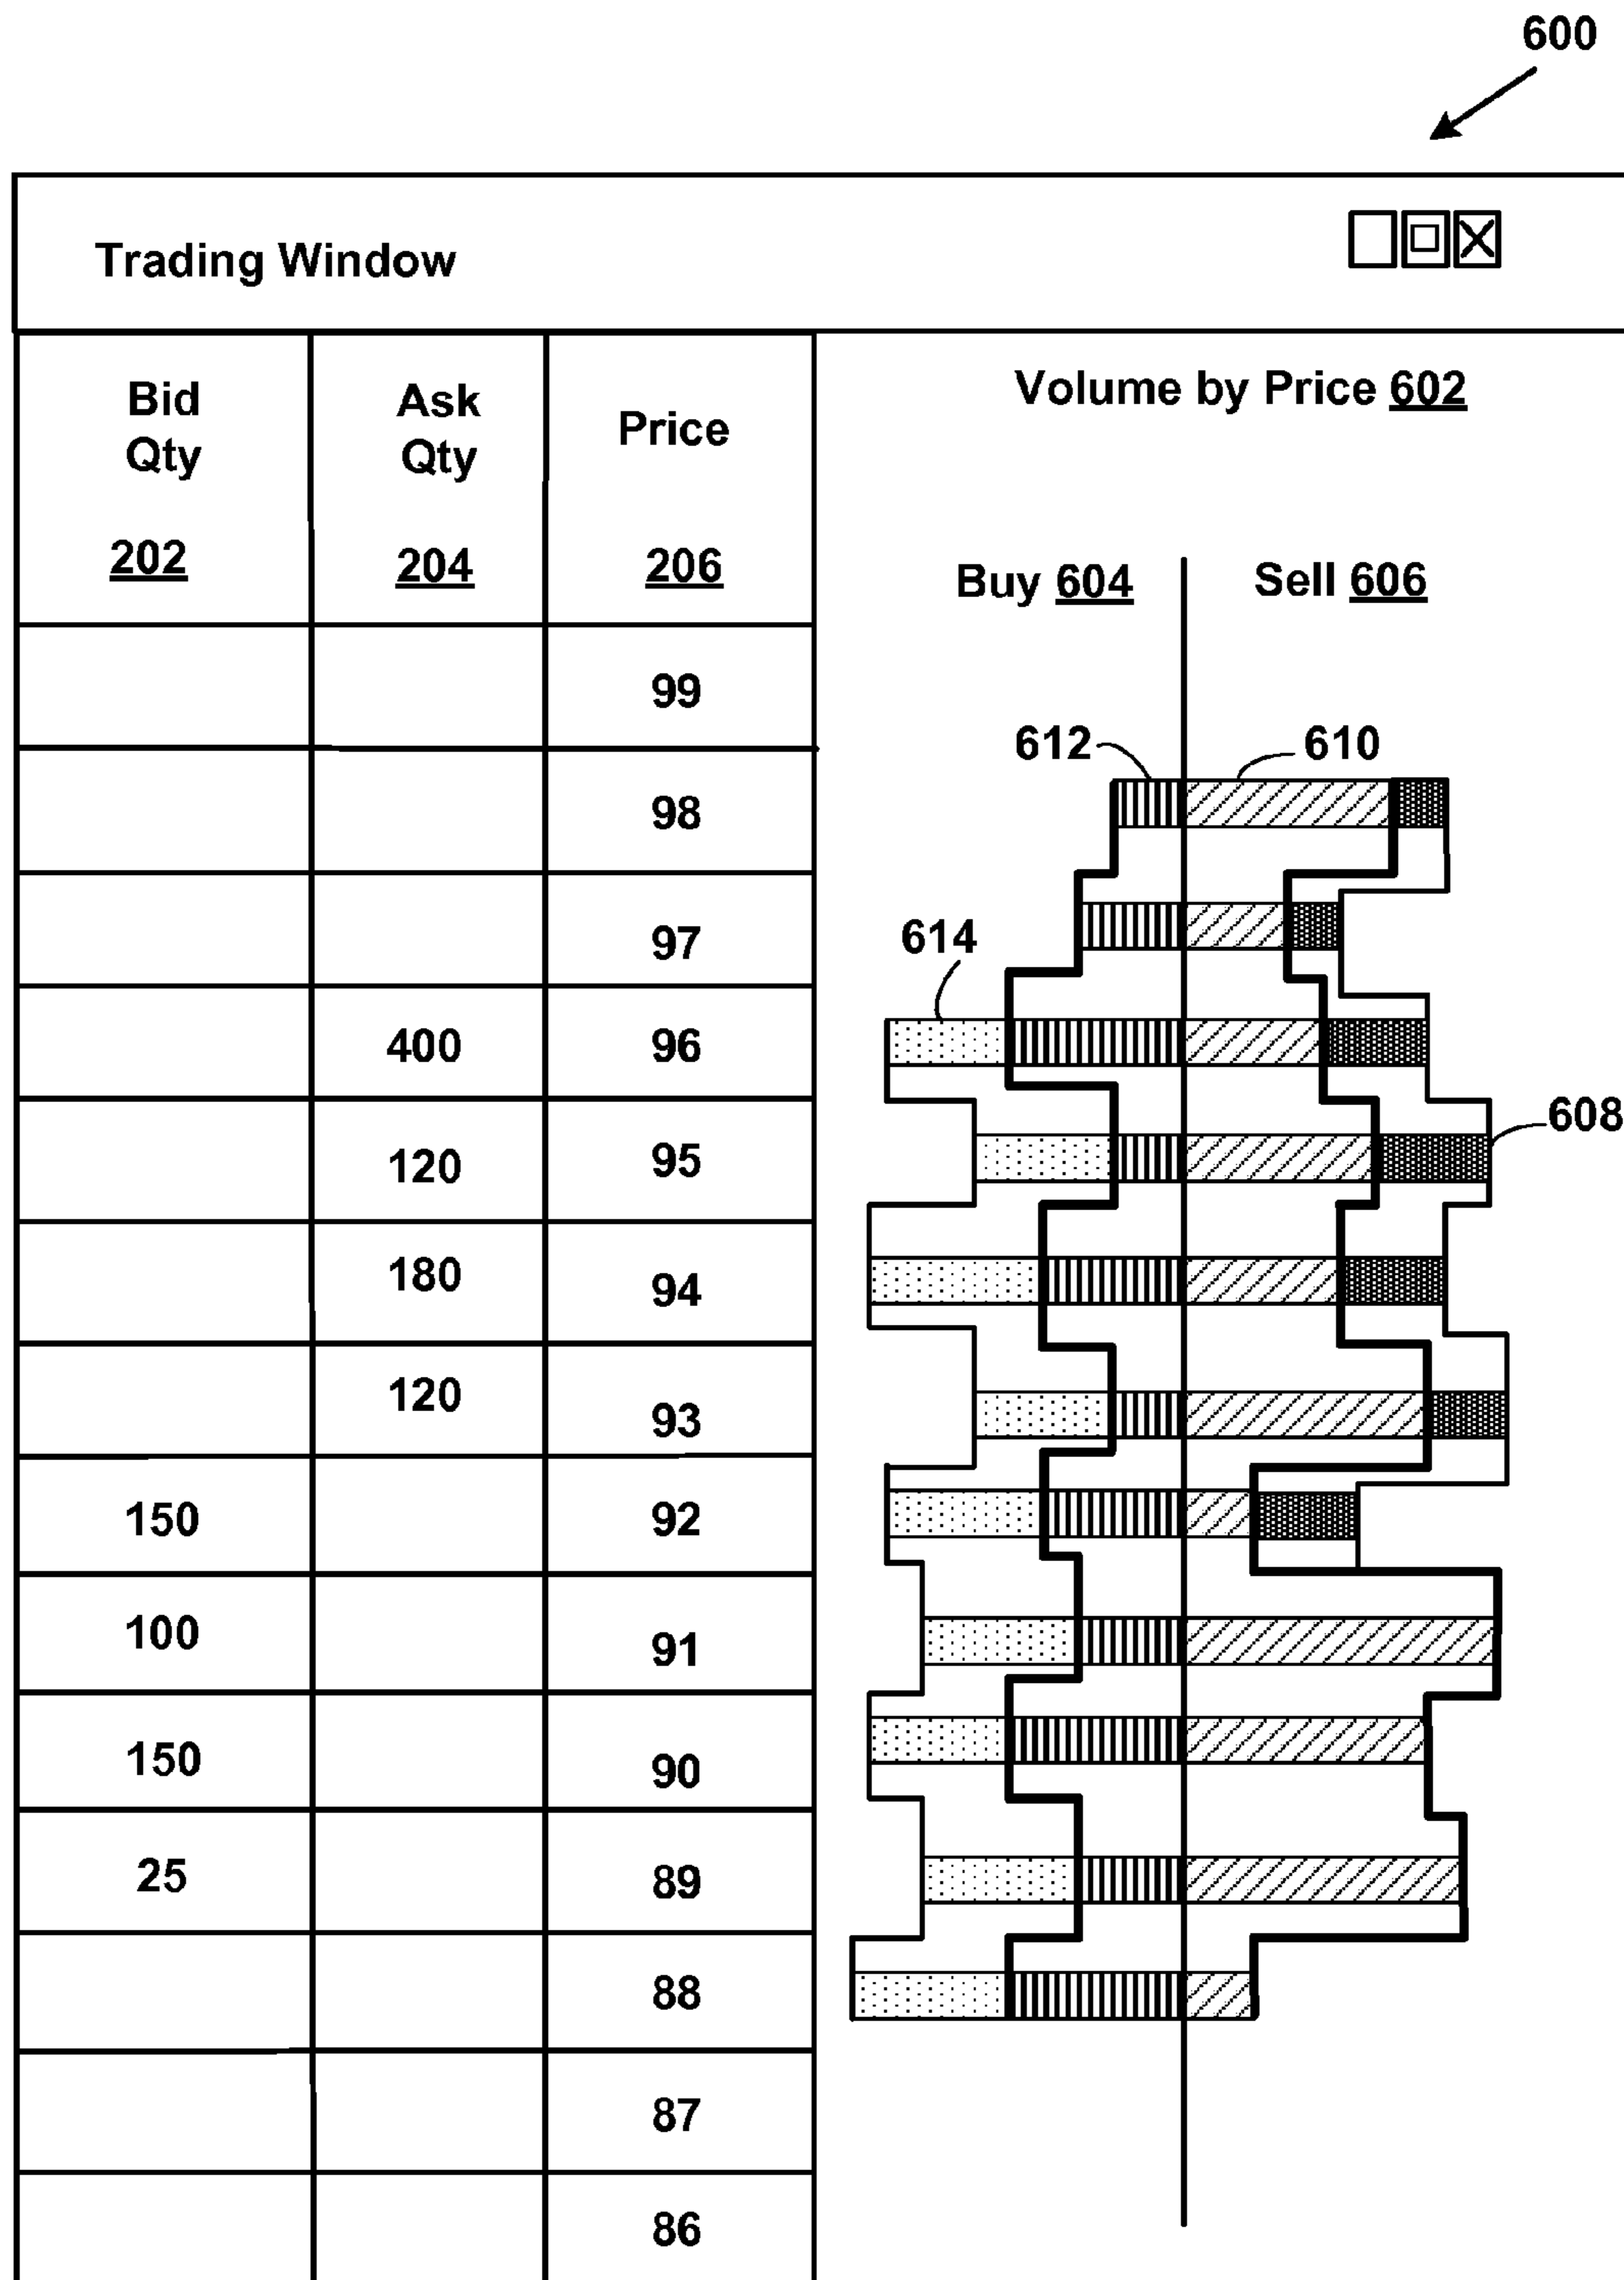 600
Trading Window
Volume by Price 602
Bid
Qty
202
Ask
Qty
204
Price
206
Buy 604
Sell 606
99
612
610
98
614
97
400 96
608
120 95
180 94
120 93
150 92
100 91
150 90
25 89
88
87
86